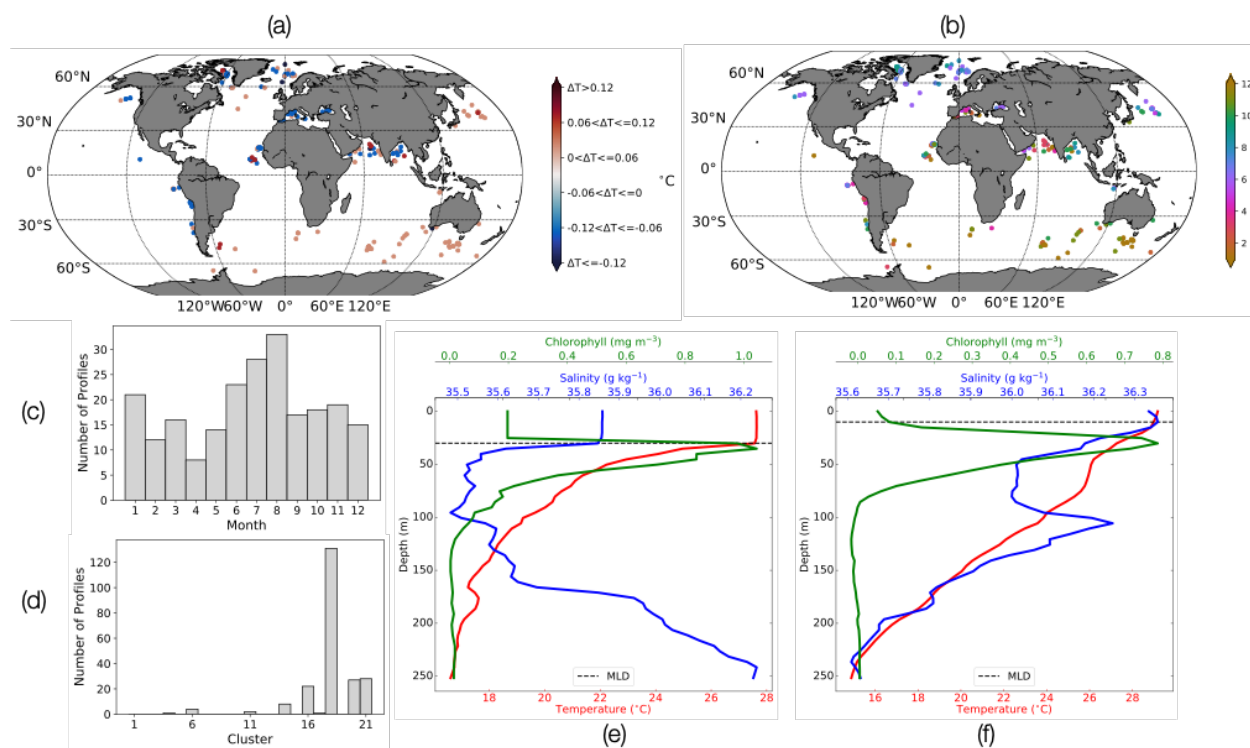 (a)
60°N
30°N
0°
30°S
60°S
120°W 60°W 0° 60°E 120°E
ΔT>0.12
0.06<ΔT<=0.12
0<ΔT<=0.06
-0.06<ΔT<=0
-0.12<ΔT<=-0.06
ΔT<=-0.12
°C
(b)
60°N
30°N
0°
30°S
60°S
120°W 60°W 0° 60°E 120°E
12
10
8
6
4
2
(c)
Number of Profiles
30
25
20
15
10
5
0
1 2 3 4 5 6 7 8 9 10 11 12
Month
(d)
Number of Profiles
120
100
80
60
40
20
0
1 6 11 16 21
Cluster
Chlorophyll (mg m⁻³)
0.0 0.2 0.4 0.6 0.8 1.0
Salinity (g kg⁻¹)
35.5 35.6 35.7 35.8 35.9 36.0 36.1 36.2
Depth (m)
0
50
100
150
200
250
MLD
18 20 22 24 26 28
Temperature (°C)
(e)
Chlorophyll (mg m⁻³)
0.0 0.1 0.2 0.3 0.4 0.5 0.6 0.7 0.8
Salinity (g kg⁻¹)
35.6 35.7 35.8 35.9 36.0 36.1 36.2 36.3
Depth (m)
0
50
100
150
200
250
MLD
16 18 20 22 24 26 28
Temperature (°C)
(f)